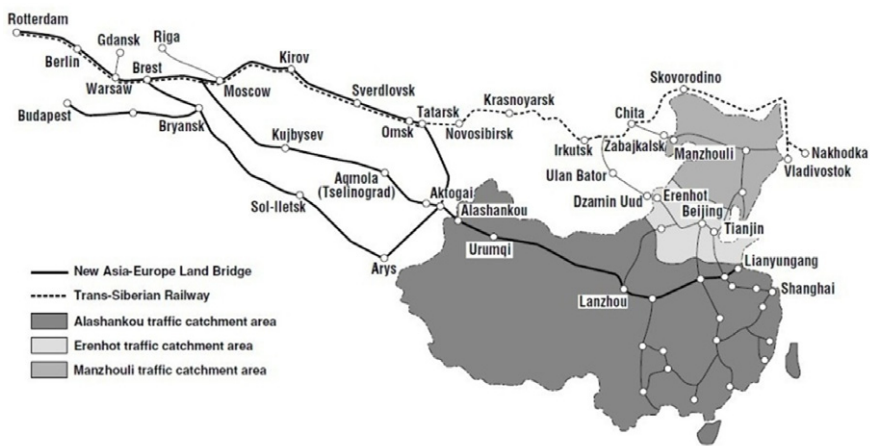 Rotterdam
Gdansk
Riga
Berlin
Warsaw
Brest
Moscow
Kirov
Budapest
Bryansk
Sverdlovsk
Tatarsk
Omsk
Novosibirsk
Krasnoyarsk
Skovorodino
Chita
Irkutsk
Zabajkalsk
Manzhouli
Nakhodka
Vladivostok
Kujbysev
Ulan Bator
Aqmola
(Tselinograd)
Aktogai
Dzamin Uud
Erenhot
Beijing
Sol-Iletsk
Alashankou
Tianjin
Urumqi
Arys
Lianyungang
Lanzhou
Shanghai
New Asia-Europe Land Bridge
Trans-Siberian Railway
Alashankou traffic catchment area
Erenhot traffic catchment area
Manzhouli traffic catchment area